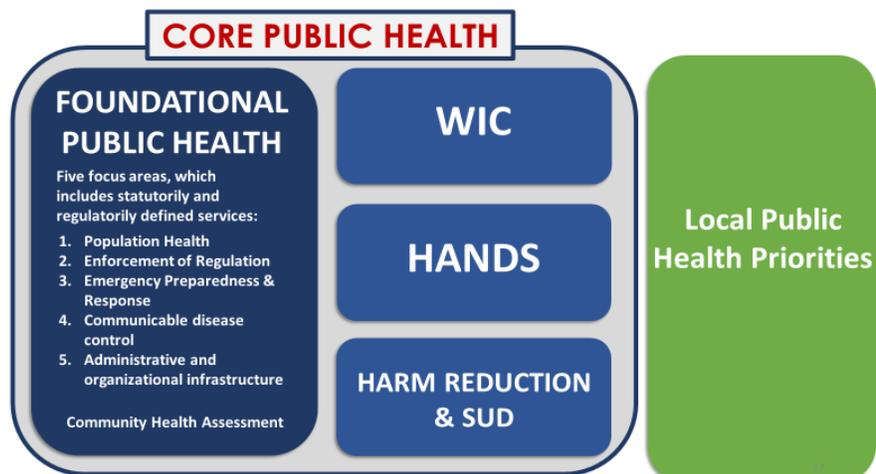 CORE PUBLIC HEALTH
FOUNDATIONAL
PUBLIC HEALTH
Five focus areas, which
includes statutorily and
regulatorily defined services:
1. Population Health
2. Enforcement of Regulation
3. Emergency Preparedness &
Response
4. Communicable disease
control
5. Administrative and
organizational infrastructure
Community Health Assessment
WIC
HANDS
HARM REDUCTION
& SUD
Local Public
Health Priorities